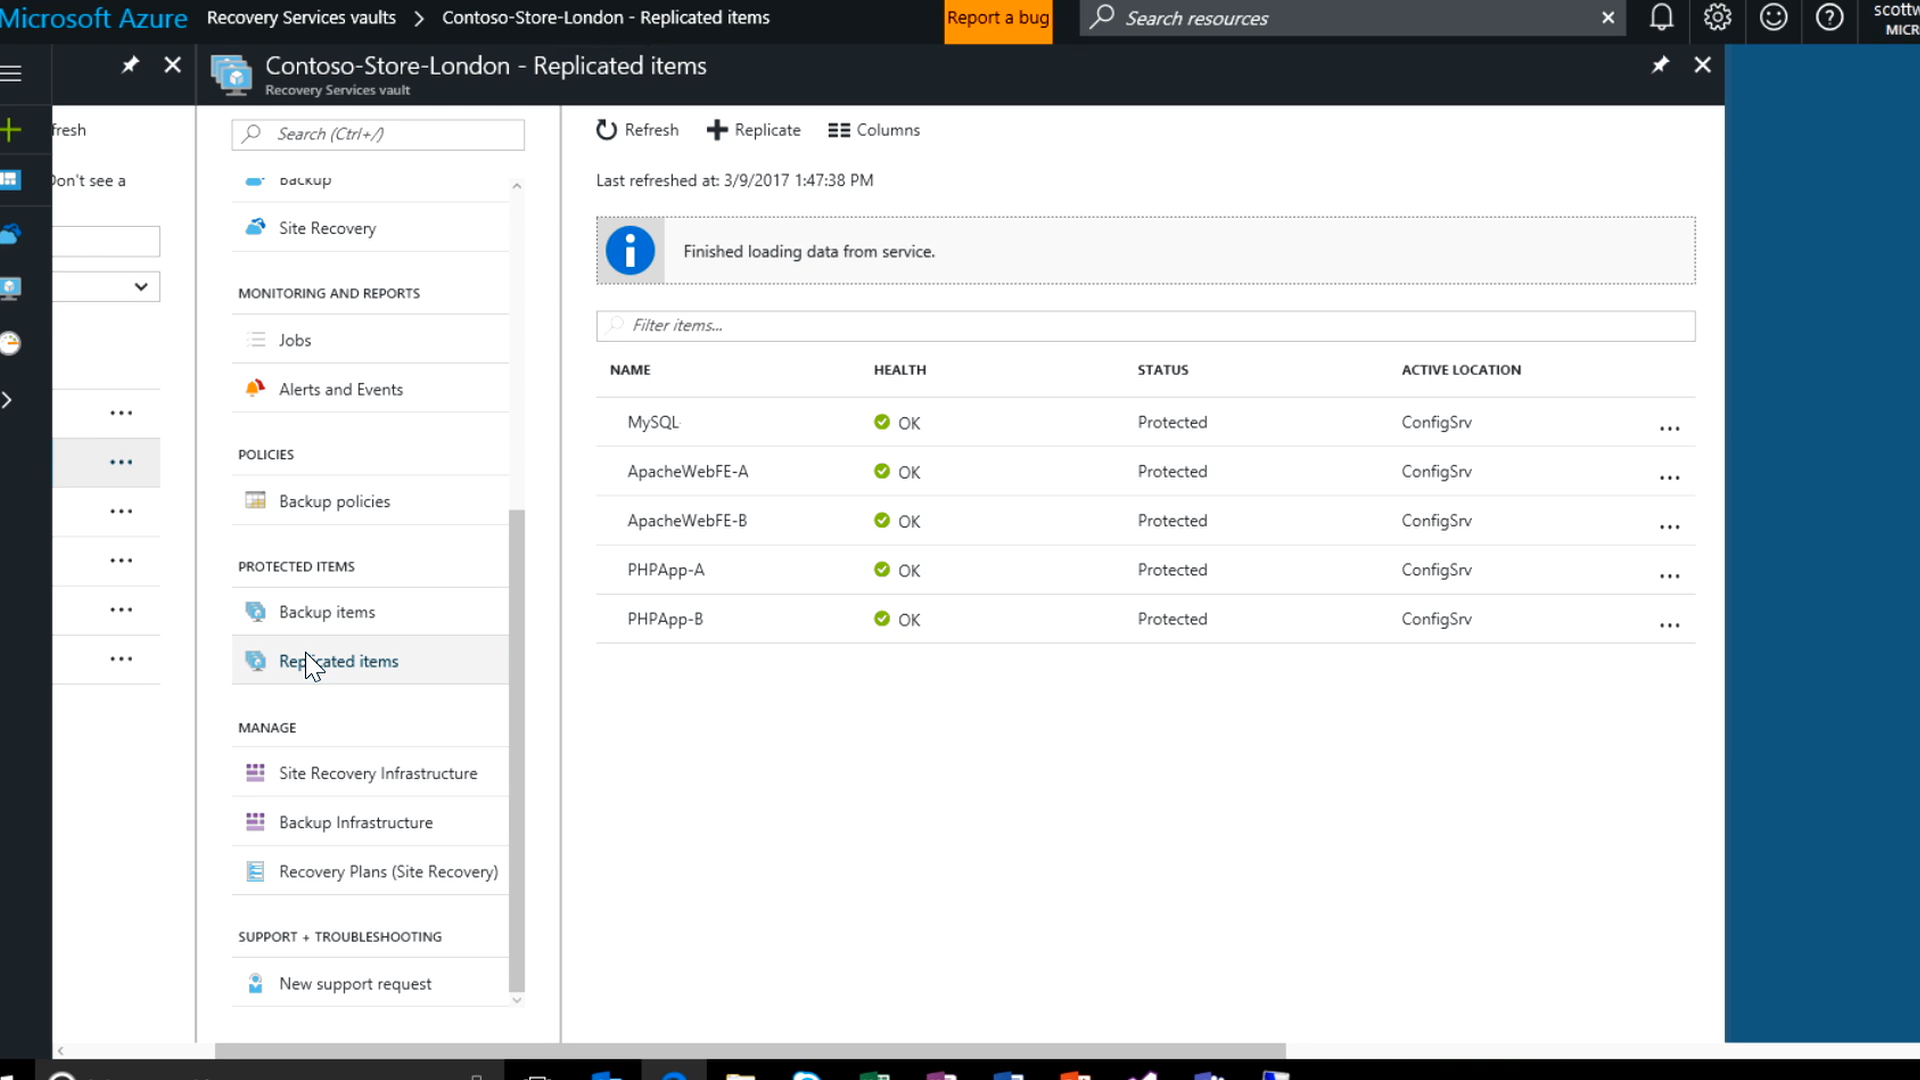 Microsoft Azure
Recovery Services vaults > Contoso-Store-London - Replicated items
Report a bug
Search resources
MICR
Contoso-Store-London - Replicated items
Recovery Services vault
fresh
Don't see a
Search (Ctrl+/)
Backup
Site Recovery
MONITORING AND REPORTS
Jobs
Alerts and Events
POLICIES
Backup policies
PROTECTED ITEMS
Backup items
Replicated items
MANAGE
Site Recovery Infrastructure
Backup Infrastructure
Recovery Plans (Site Recovery)
SUPPORT + TROUBLESHOOTING
New support request
Refresh Replicate Columns
Last refreshed at: 3/9/2017 1:47:38 PM
Finished loading data from service.
Filter items...
NAME HEALTH STATUS ACTIVE LOCATION
MySQL OK Protected ConfigSrv ...
ApacheWebFE-A OK Protected ConfigSrv ...
ApacheWebFE-B OK Protected ConfigSrv ...
PHPApp-A OK Protected ConfigSrv ...
PHPApp-B OK Protected ConfigSrv ...